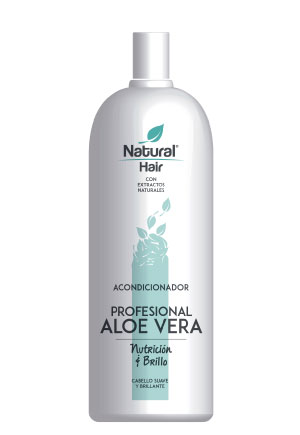 Natural®
Hair
CON
EXTRACTOS
NATURALES
ACONDICIONADOR
PROFESIONAL
ALOE VERA
Nutrición
& Brillo
CABELLO SUAVE
Y BRILLANTE